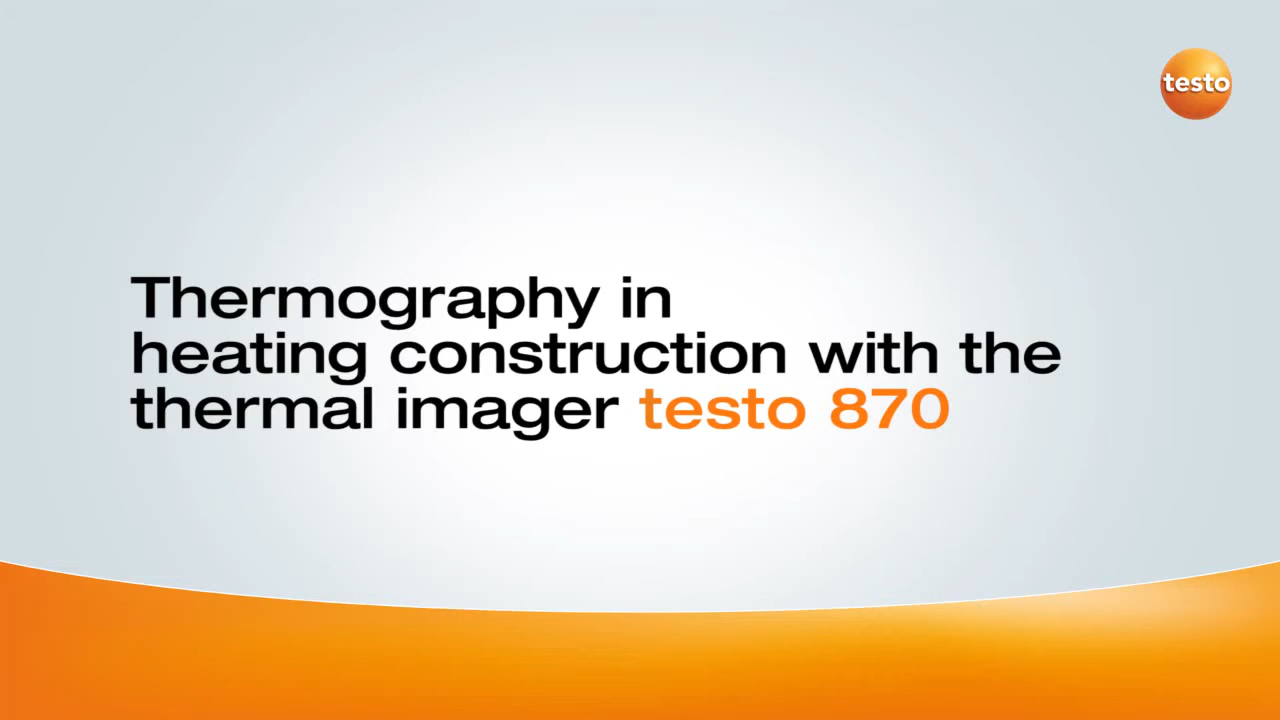 testo
Thermography in
heating construction with the
thermal imager testo 870